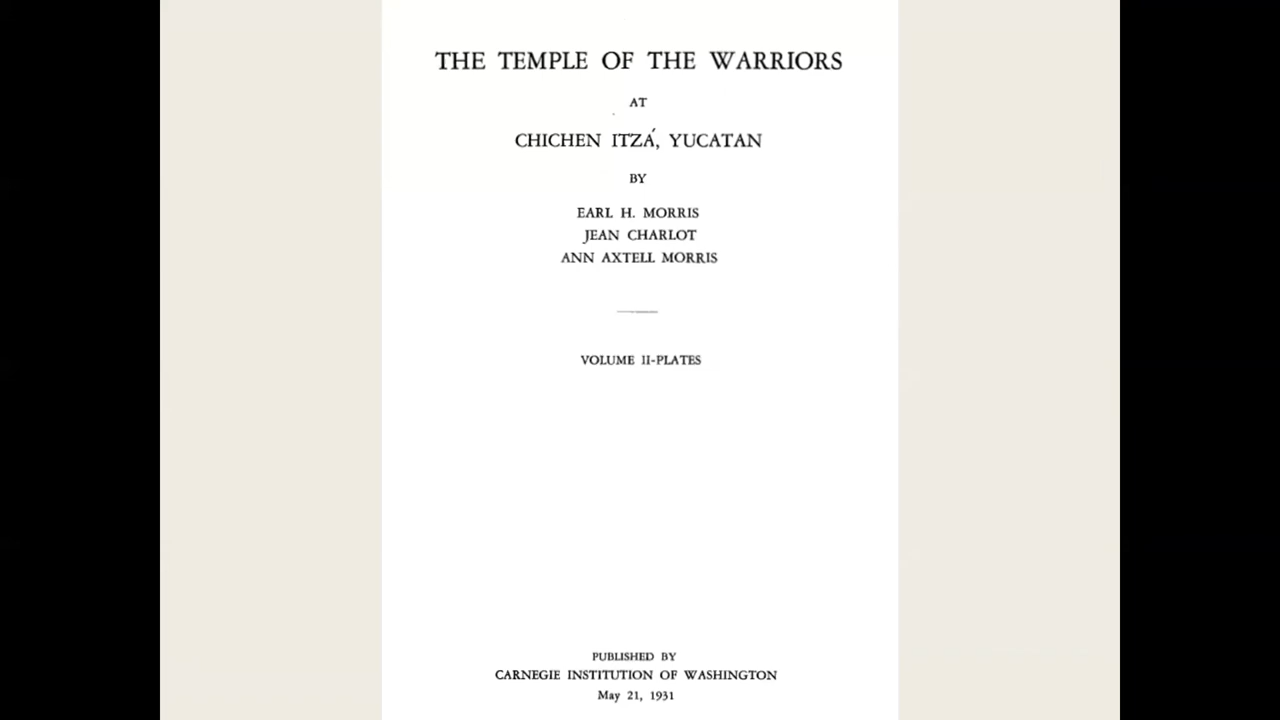 THE TEMPLE OF THE WARRIORS
AT
CHICHEN ITZÁ, YUCATAN
BY
EARL H. MORRIS
JEAN CHARLOT
ANN AXTELL MORRIS
VOLUME II-PLATES
PUBLISHED BY
CARNEGIE INSTITUTION OF WASHINGTON
May 21, 1931